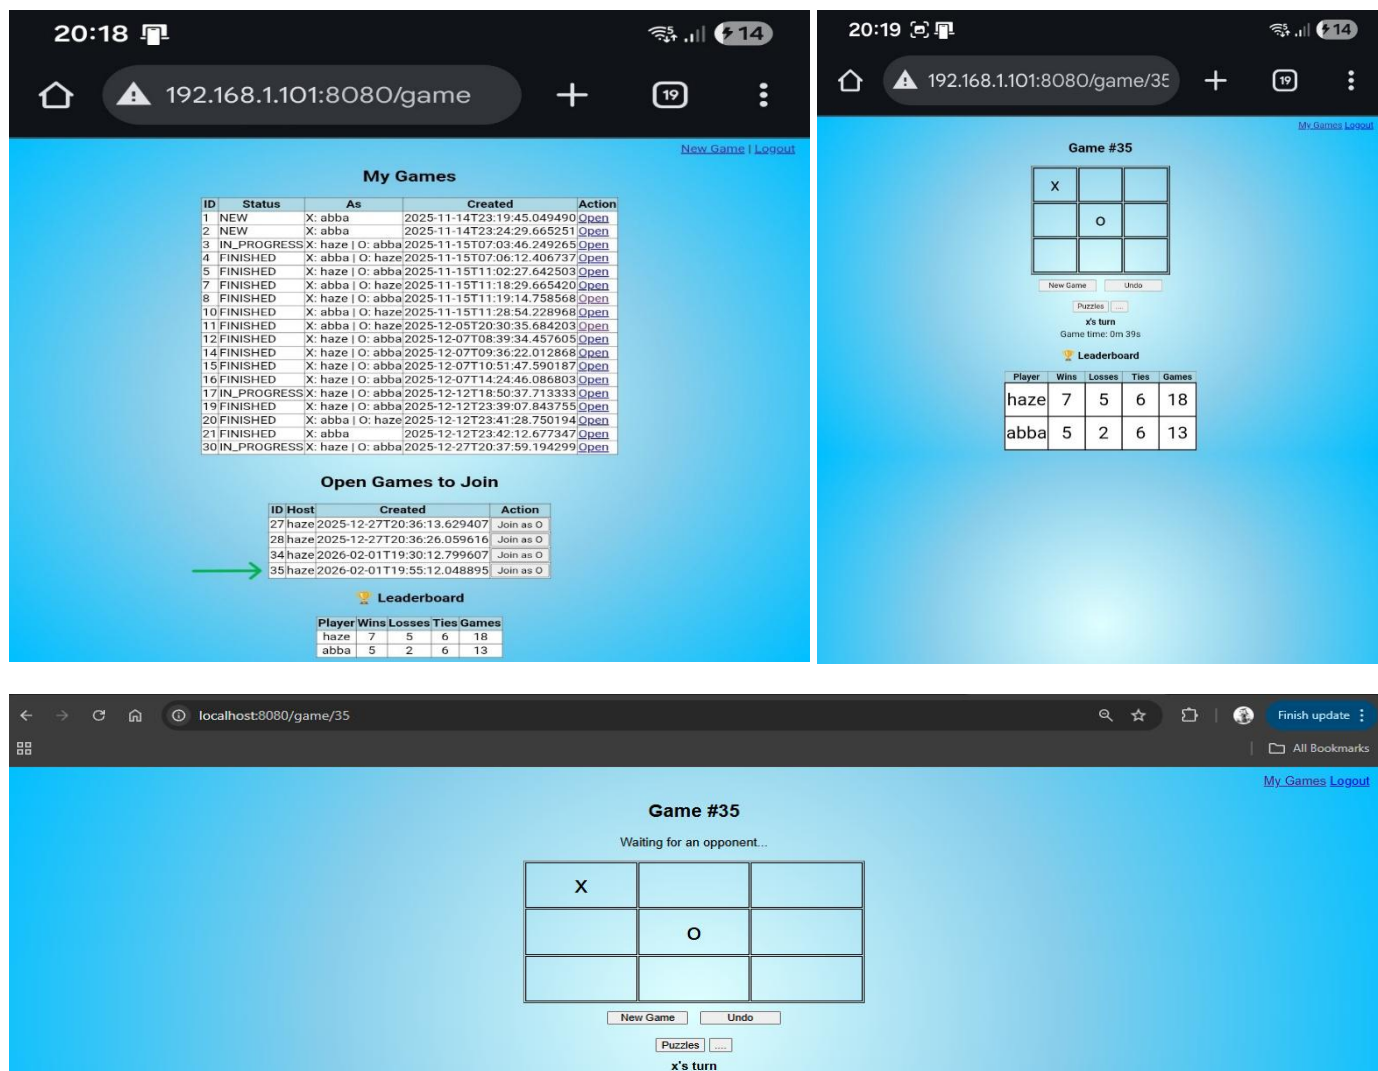 20:18
14
192.168.1.101:8080/game
19
New Game | Logout
My Games
ID Status As Created Action
1 NEW X: abba 2025-11-14T23:19:45.049490 Open
2 NEW X: abba 2025-11-14T23:24:29.665251 Open
3 IN_PROGRESS X: haze | O: abba 2025-11-15T07:03:46.249265 Open
4 FINISHED X: abba | O: haze 2025-11-15T07:06:12.406737 Open
5 FINISHED X: haze | O: abba 2025-11-15T11:02:27.642503 Open
7 FINISHED X: abba | O: haze 2025-11-15T11:18:29.665420 Open
8 FINISHED X: haze | O: abba 2025-11-15T11:19:14.758568 Open
10 FINISHED X: haze | O: abba 2025-11-15T11:28:54.228968 Open
11 FINISHED X: abba | O: haze 2025-12-05T20:30:35.684203 Open
12 FINISHED X: haze | O: abba 2025-12-07T08:39:34.457605 Open
14 FINISHED X: haze | O: abba 2025-12-07T09:36:22.012868 Open
15 FINISHED X: haze | O: abba 2025-12-07T10:51:47.590187 Open
16 FINISHED X: haze | O: abba 2025-12-07T14:24:46.086803 Open
17 IN_PROGRESS X: haze | O: abba 2025-12-12T18:50:37.713333 Open
19 FINISHED X: haze | O: abba 2025-12-12T23:39:07.843755 Open
20 FINISHED X: abba | O: haze 2025-12-12T23:41:28.750194 Open
21 FINISHED X: abba 2025-12-12T23:42:12.677347 Open
30 IN_PROGRESS X: haze | O: abba 2025-12-27T20:37:59.194299 Open
Open Games to Join
ID Host Created Action
27 haze 2025-12-27T20:36:13.629407 Join as O
28 haze 2025-12-27T20:36:26.059616 Join as O
34 haze 2026-02-01T19:30:12.799607 Join as O
35 haze 2026-02-01T19:55:12.048895 Join as O
Leaderboard
Player Wins Losses Ties Games
haze 7 5 6 18
abba 5 2 6 13
20:19
14
192.168.1.101:8080/game/35
19
My Games Logout
Game #35
X
O
New Game Undo
Puzzles ....
x's turn
Game time: 0m 39s
Leaderboard
Player Wins Losses Ties Games
haze 7 5 6 18
abba 5 2 6 13
localhost:8080/game/35
Finish update
All Bookmarks
My Games Logout
Game #35
Waiting for an opponent...
X
O
New Game Undo
Puzzles ....
x's turn